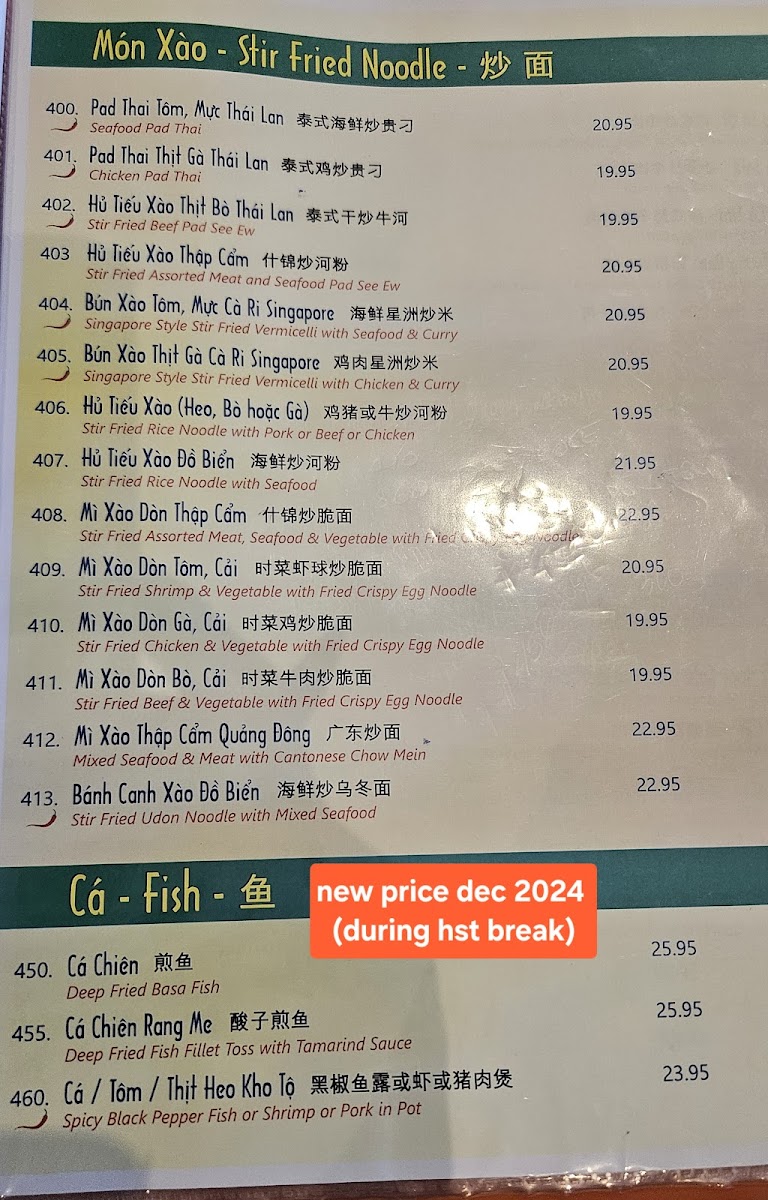 Món Xào - Stir Fried Noodle - 炒 面
400. Pad Thai Tôm, Mực Thái Lan 泰式海鲜炒贵刁 20.95
Seafood Pad Thai
401. Pad Thai Thịt Gà Thái Lan 泰式鸡炒贵刁 19.95
Chicken Pad Thai
402. Hủ Tiếu Xào Thịt Bò Thái Lan 泰式干炒牛河 19.95
Stir Fried Beef Pad See Ew
403 Hủ Tiếu Xào Thập Cẩm 什锦炒河粉 20.95
Stir Fried Assorted Meat and Seafood Pad See Ew
404. Bún Xào Tôm, Mực Cà Ri Singapore 海鲜星洲炒米 20.95
Singapore Style Stir Fried Vermicelli with Seafood & Curry
405. Bún Xào Thịt Gà Cà Ri Singapore 鸡肉星洲炒米 20.95
Singapore Style Stir Fried Vermicelli with Chicken & Curry
406. Hủ Tiếu Xào (Heo, Bò hoặc Gà) 鸡猪或牛炒河粉 19.95
Stir Fried Rice Noodle with Pork or Beef or Chicken
407. Hủ Tiếu Xào Đồ Biển 海鲜炒河粉 21.95
Stir Fried Rice Noodle with Seafood
408. Mì Xào Dòn Thập Cẩm 什锦炒脆面 22.95
Stir Fried Assorted Meat, Seafood & Vegetable with Fried Noodle
409. Mì Xào Dòn Tôm, Cải 时菜虾球炒脆面 20.95
Stir Fried Shrimp & Vegetable with Fried Crispy Egg Noodle
410. Mì Xào Dòn Gà, Cải 时菜鸡炒脆面 19.95
Stir Fried Chicken & Vegetable with Fried Crispy Egg Noodle
411. Mì Xào Dòn Bò, Cải 时菜牛肉炒脆面 19.95
Stir Fried Beef & Vegetable with Fried Crispy Egg Noodle
412. Mì Xào Thập Cẩm Quảng Đông 广东炒面 22.95
Mixed Seafood & Meat with Cantonese Chow Mein
413. Bánh Canh Xào Đồ Biển 海鲜炒乌冬面 22.95
Stir Fried Udon Noodle with Mixed Seafood
Cá - Fish - 鱼
new price dec 2024
(during hst break)
450. Cá Chiên 煎鱼 25.95
Deep Fried Basa Fish
455. Cá Chiên Rang Me 酸子煎鱼 25.95
Deep Fried Fish Fillet Toss with Tamarind Sauce
460. Cá / Tôm / Thịt Heo Kho Tộ 黑椒鱼露或虾或猪肉煲 23.95
Spicy Black Pepper Fish or Shrimp or Pork in Pot